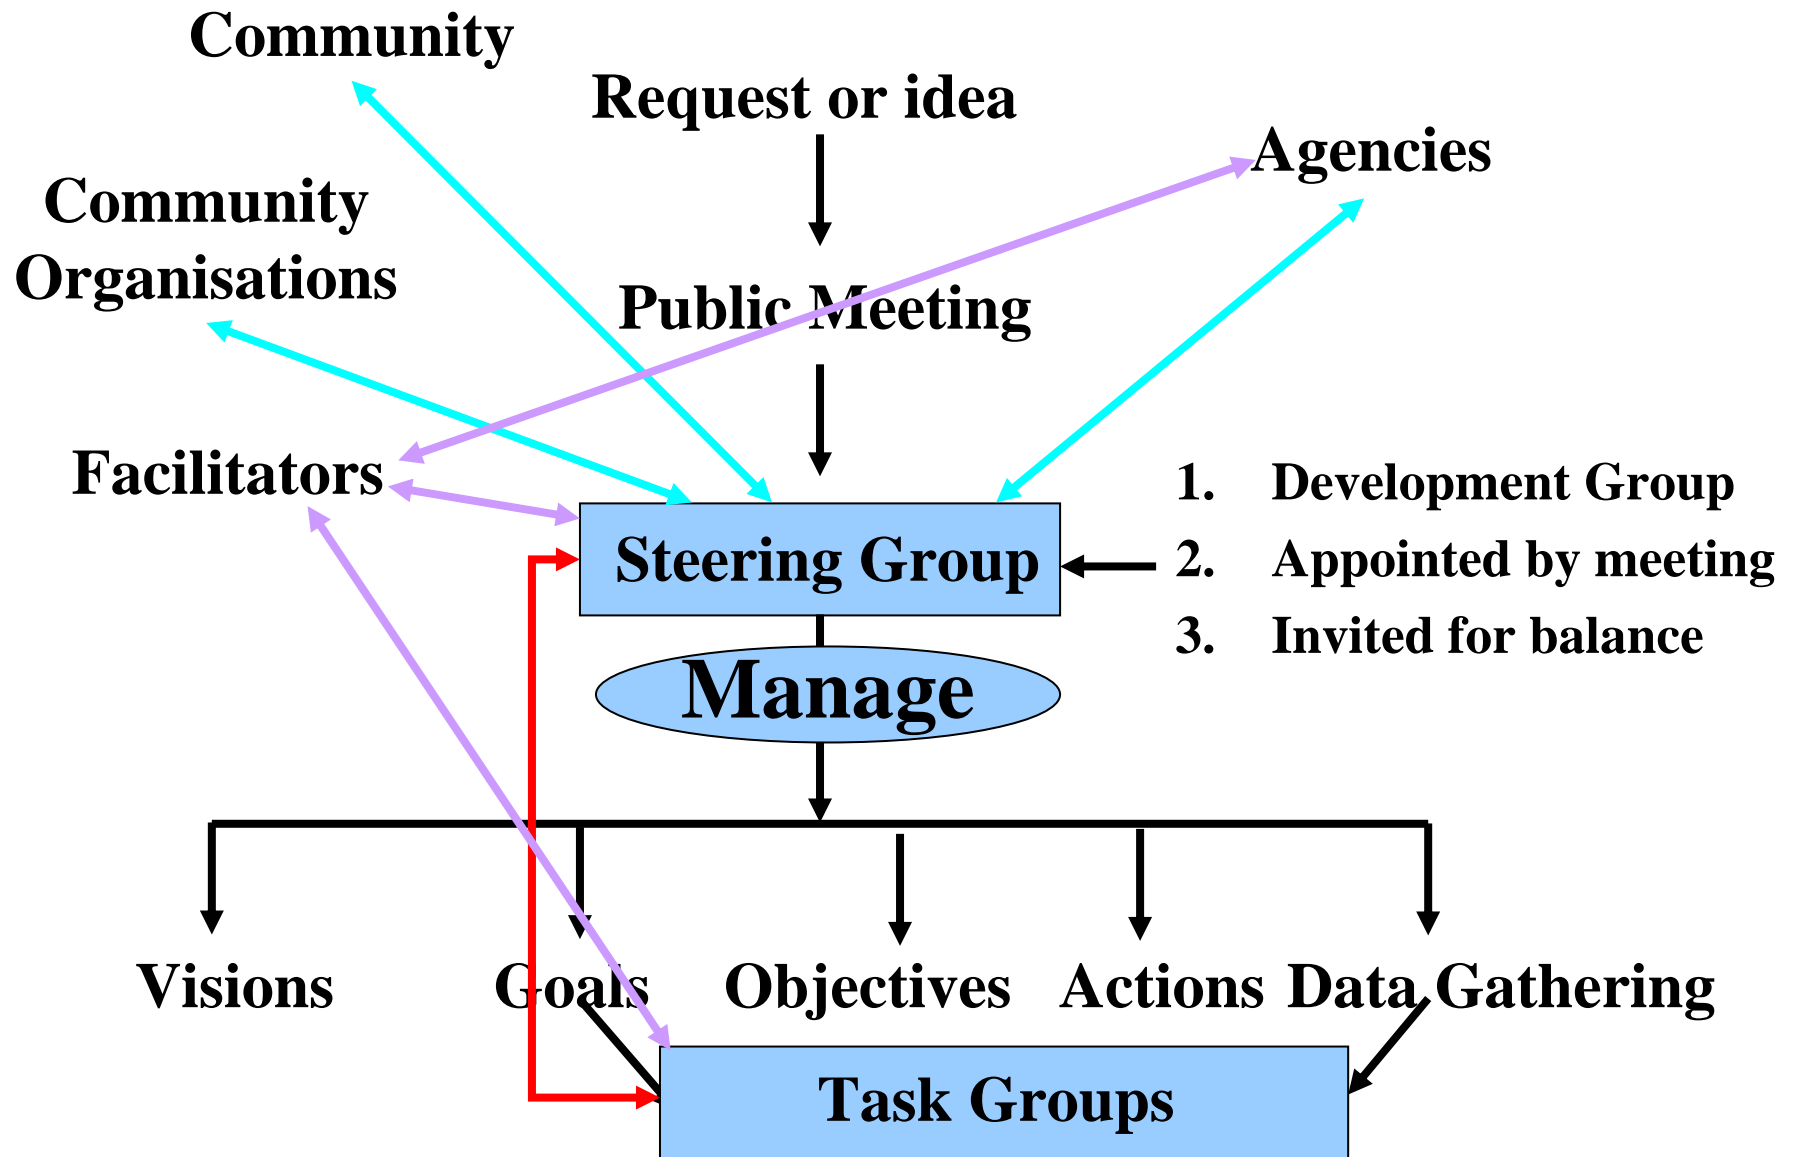 Community
Request or idea
Agencies
Community
Organisations
Public Meeting
Facilitators
Steering Group
1. Development Group
2. Appointed by meeting
3. Invited for balance
Manage
Visions
Goals
Objectives
Actions
Data Gathering
Task Groups